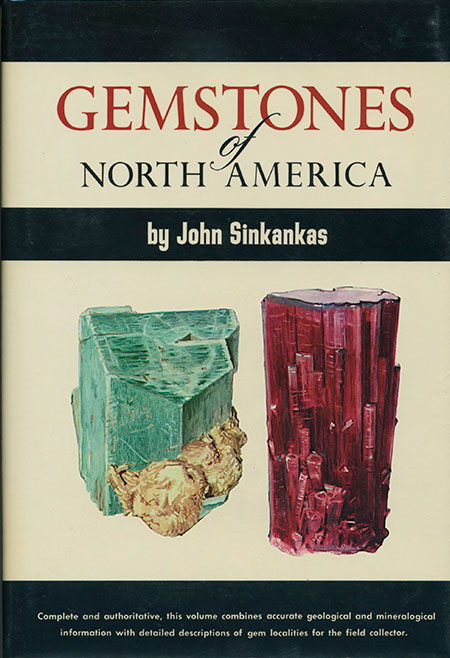 GEMSTONES
of
NORTH AMERICA
by John Sinkankas
Complete and authoritative, this volume combines accurate geological and mineralogical
information with detailed descriptions of gem localities for the field collector.